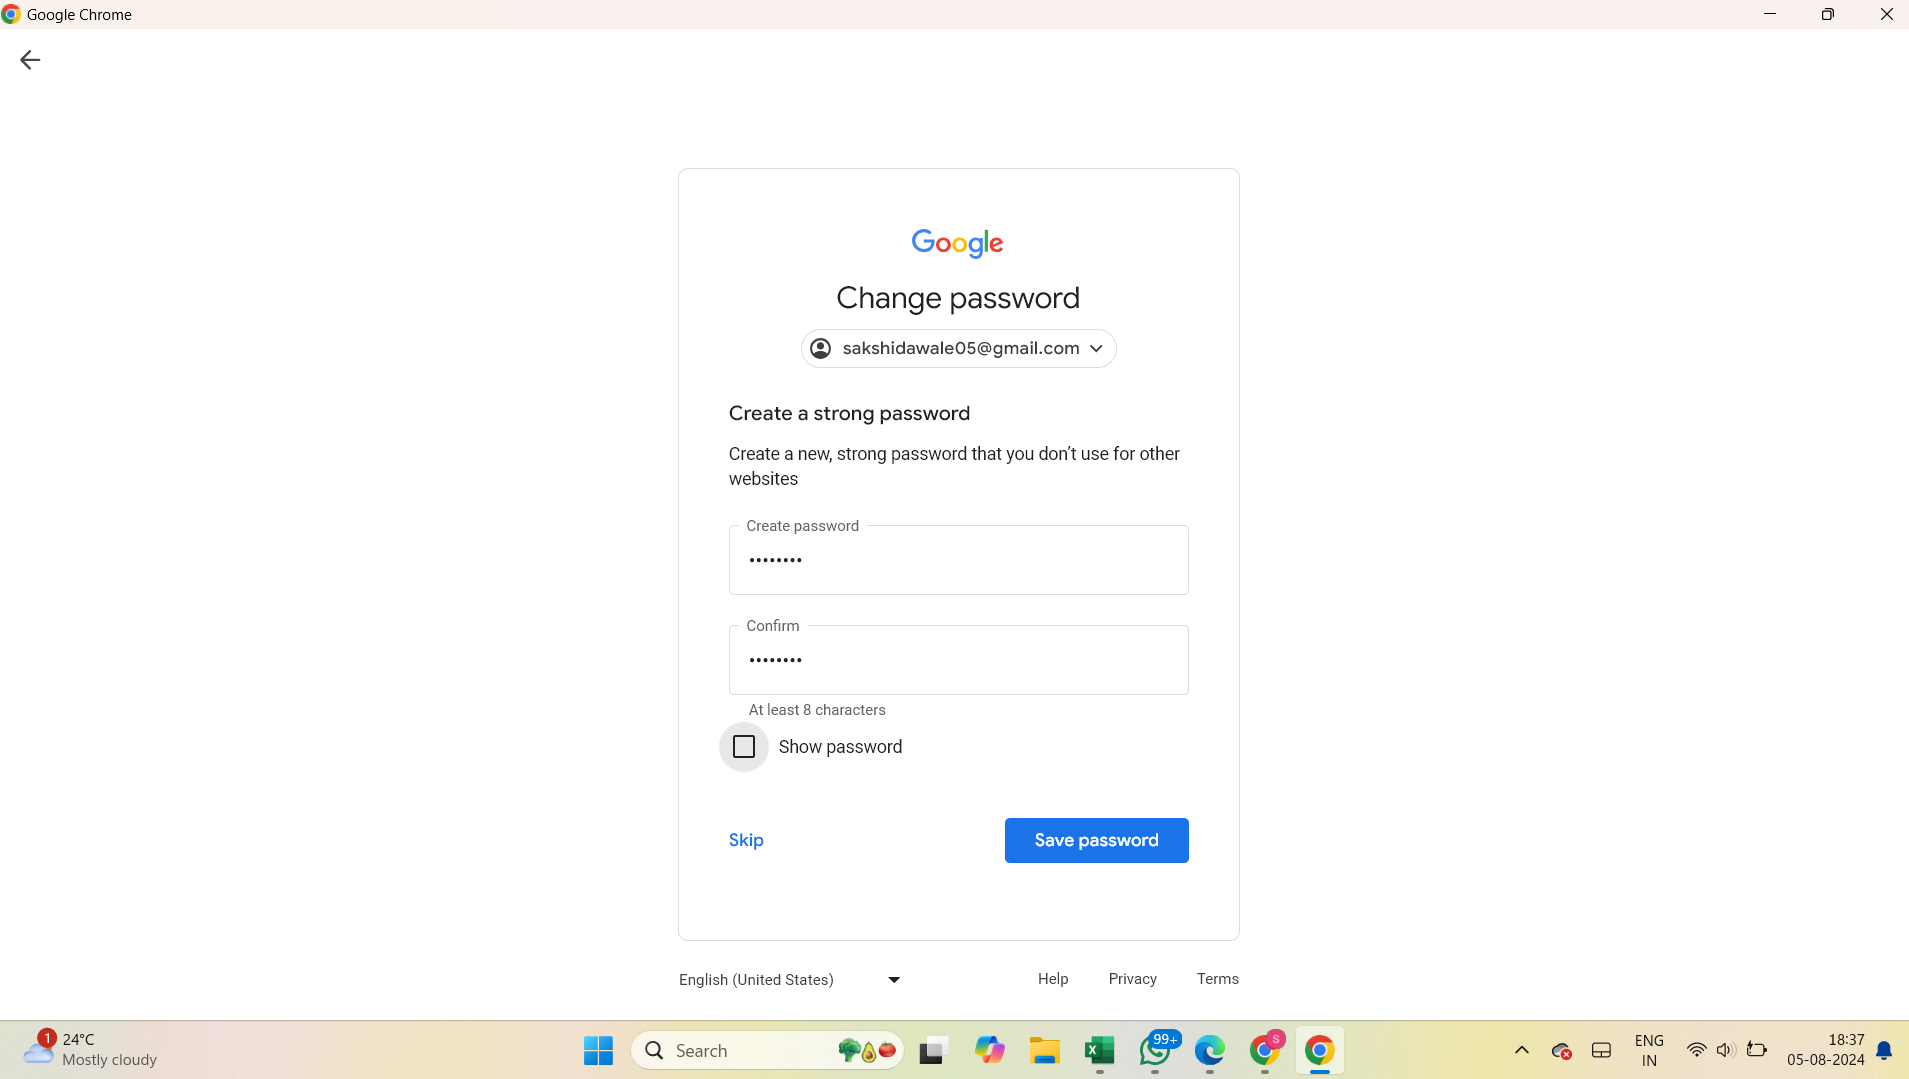 Google Chrome
Google
Change password
sakshidawale05@gmail.com
Create a strong password
Create a new, strong password that you don’t use for other
websites
Create password
••••••••
Confirm
••••••••
At least 8 characters
Show password
Skip
Save password
English (United States)
Help
Privacy
Terms
1
24°C
Mostly cloudy
Search
99+
S
ENG
IN
18:37
05-08-2024